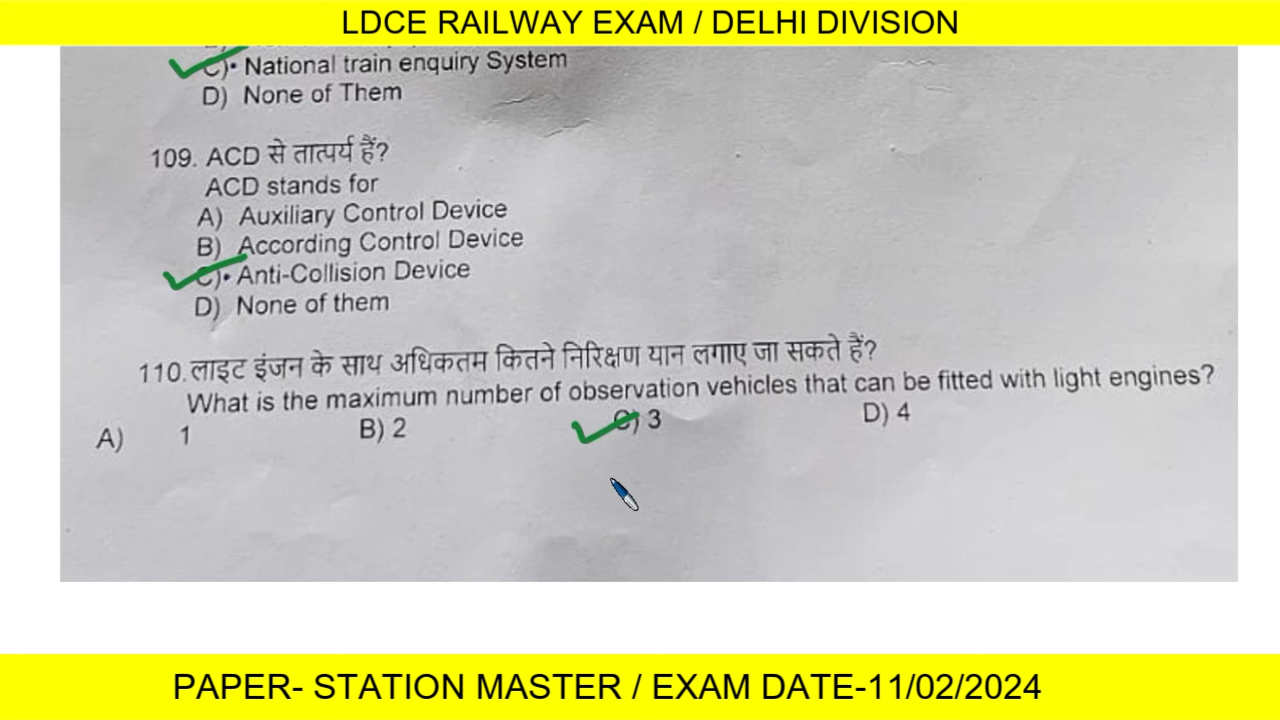 LDCE RAILWAY EXAM / DELHI DIVISION
C) National train enquiry System
D) None of Them
109. ACD से तात्पर्य हैं?
ACD stands for
A) Auxiliary Control Device
B) According Control Device
C) Anti-Collision Device
D) None of them
110. लाइट इंजन के साथ अधिकतम कितने निरिक्षण यान लगाए जा सकते हैं?
What is the maximum number of observation vehicles that can be fitted with light engines?
A) 1 B) 2 C) 3 D) 4
PAPER- STATION MASTER / EXAM DATE-11/02/2024